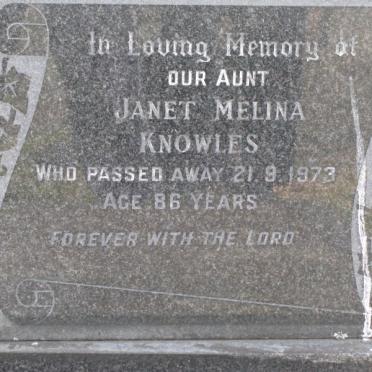 In Loving Memory of
OUR AUNT
JANET MELINA
KNOWLES
WHO PASSED AWAY 21.9.1973
AGE 86 YEARS
FOREVER WITH THE LORD